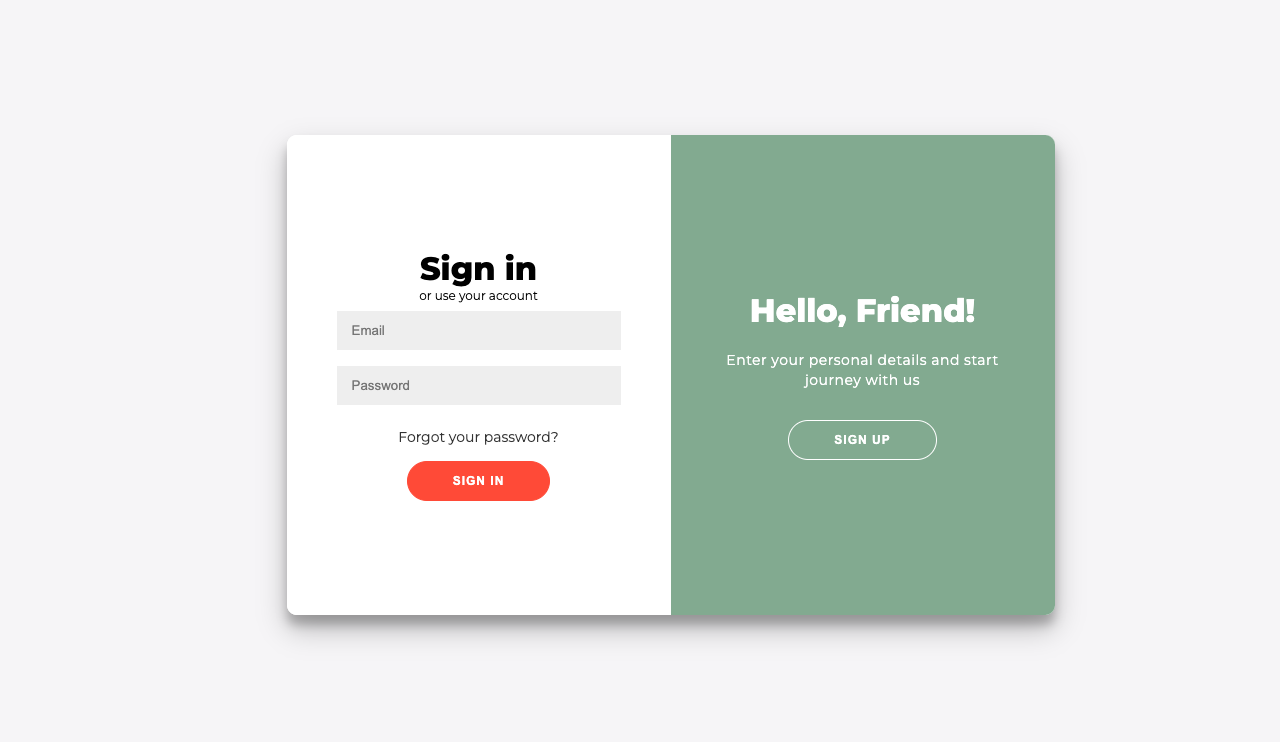 Sign in
or use your account
Email
Password
Forgot your password?
SIGN IN
Hello, Friend!
Enter your personal details and start
journey with us
SIGN UP